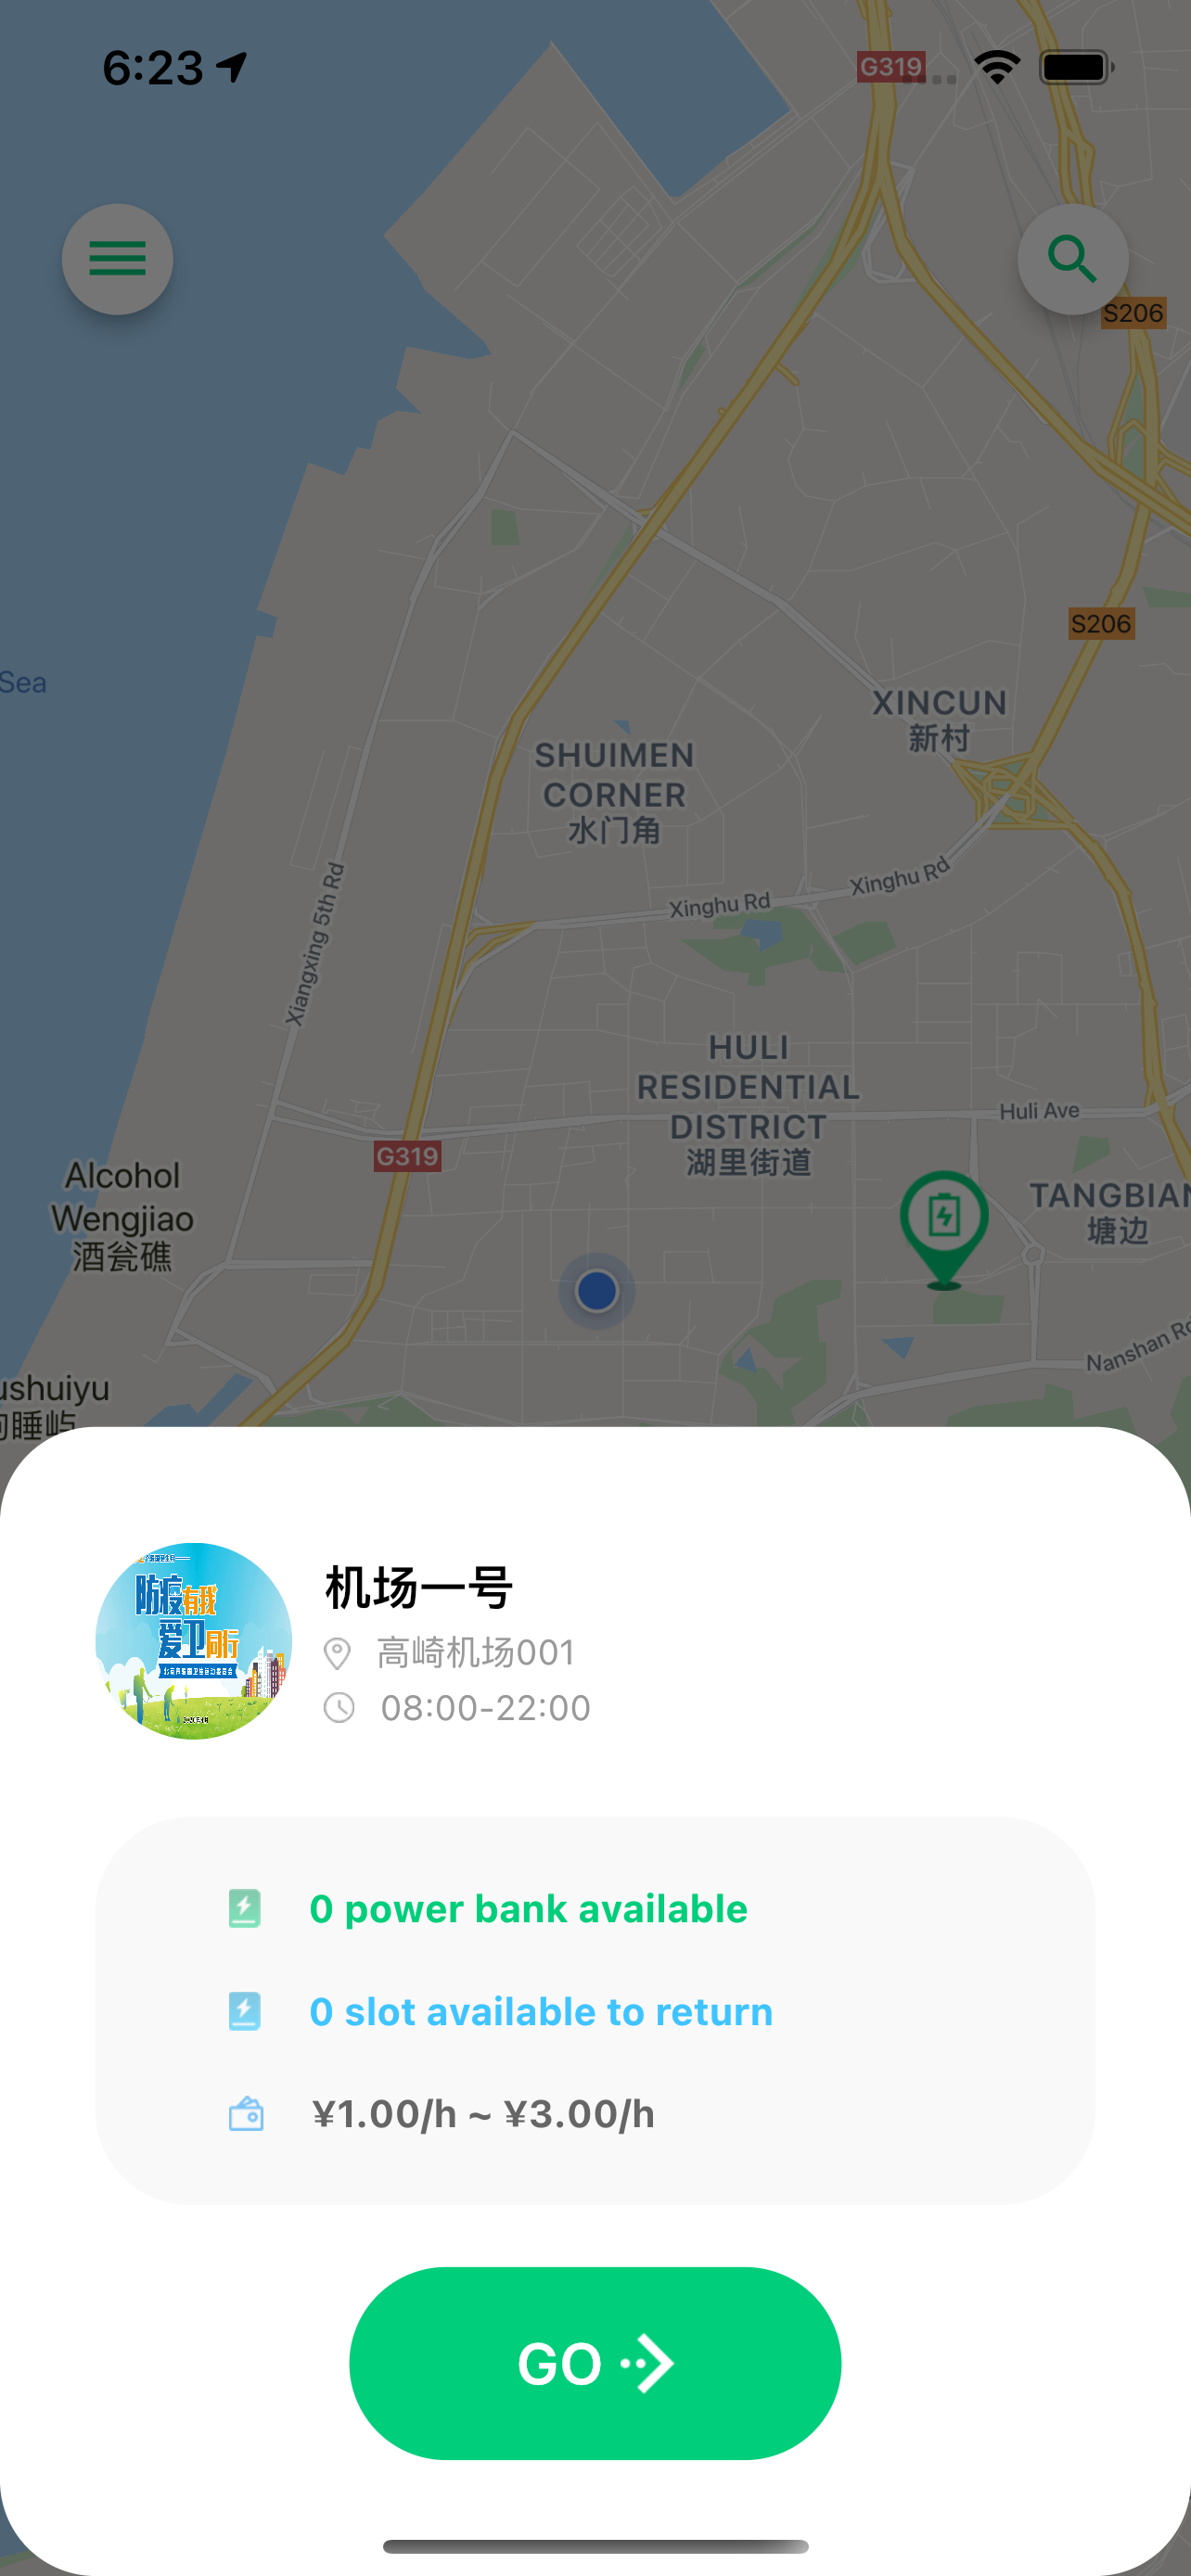 6:23
G319
S206
S206
Sea
XINCUN
新村
SHUIMEN
CORNER
水门角
Xinghu Rd
Xinghu Rd
Xiangxing 5th Rd
HULI
RESIDENTIAL
DISTRICT
湖里街道
Huli Ave
G319
Alcohol
Wengjiao
酒瓮礁
TANGBIAN
塘边
Nanshan Rd
ushuiyu
睡屿
防疫有我
爱卫同行
机场一号
高崎机场001
08:00-22:00
0 power bank available
0 slot available to return
¥1.00/h ~ ¥3.00/h
GO